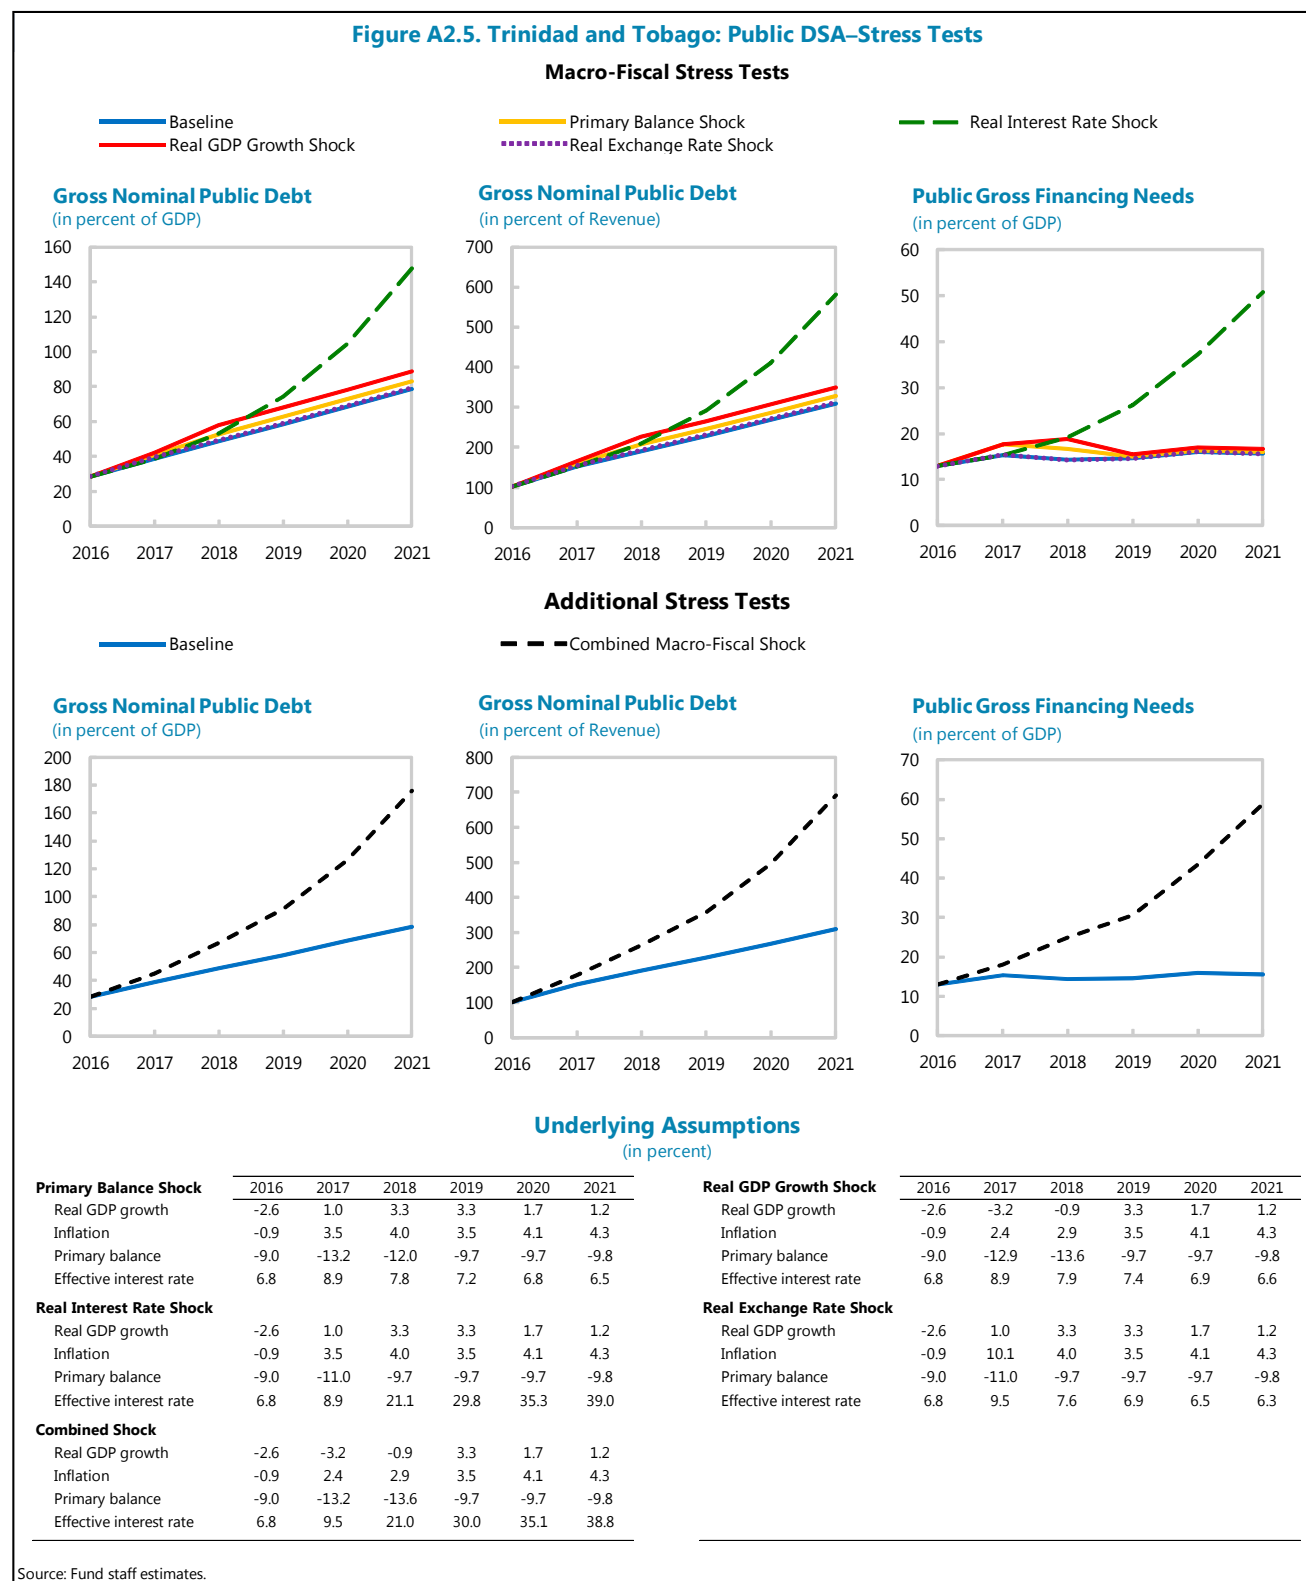 Figure A2.5. Trinidad and Tobago: Public DSA–Stress Tests
Macro-Fiscal Stress Tests
Baseline
Primary Balance Shock
Real Interest Rate Shock
Real GDP Growth Shock
Real Exchange Rate Shock
Gross Nominal Public Debt
(in percent of GDP)
160
140
120
100
80
60
40
20
0
2016 2017 2018 2019 2020 2021
Gross Nominal Public Debt
(in percent of Revenue)
700
600
500
400
300
200
100
0
2016 2017 2018 2019 2020 2021
Public Gross Financing Needs
(in percent of GDP)
60
50
40
30
20
10
0
2016 2017 2018 2019 2020 2021
Additional Stress Tests
Baseline
Combined Macro-Fiscal Shock
Gross Nominal Public Debt
(in percent of GDP)
200
180
160
140
120
100
80
60
40
20
0
2016 2017 2018 2019 2020 2021
Gross Nominal Public Debt
(in percent of Revenue)
800
700
600
500
400
300
200
100
0
2016 2017 2018 2019 2020 2021
Public Gross Financing Needs
(in percent of GDP)
70
60
50
40
30
20
10
0
2016 2017 2018 2019 2020 2021
Underlying Assumptions
(in percent)
Primary Balance Shock 2016 2017 2018 2019 2020 2021
Real GDP growth -2.6 1.0 3.3 3.3 1.7 1.2
Inflation -0.9 3.5 4.0 3.5 4.1 4.3
Primary balance -9.0 -13.2 -12.0 -9.7 -9.7 -9.8
Effective interest rate 6.8 8.9 7.8 7.2 6.8 6.5
Real Interest Rate Shock
Real GDP growth -2.6 1.0 3.3 3.3 1.7 1.2
Inflation -0.9 3.5 4.0 3.5 4.1 4.3
Primary balance -9.0 -11.0 -9.7 -9.7 -9.7 -9.8
Effective interest rate 6.8 8.9 21.1 29.8 35.3 39.0
Combined Shock
Real GDP growth -2.6 -3.2 -0.9 3.3 1.7 1.2
Inflation -0.9 2.4 2.9 3.5 4.1 4.3
Primary balance -9.0 -13.2 -13.6 -9.7 -9.7 -9.8
Effective interest rate 6.8 9.5 21.0 30.0 35.1 38.8
Real GDP Growth Shock 2016 2017 2018 2019 2020 2021
Real GDP growth -2.6 -3.2 -0.9 3.3 1.7 1.2
Inflation -0.9 2.4 2.9 3.5 4.1 4.3
Primary balance -9.0 -12.9 -13.6 -9.7 -9.7 -9.8
Effective interest rate 6.8 8.9 7.9 7.4 6.9 6.6
Real Exchange Rate Shock
Real GDP growth -2.6 1.0 3.3 3.3 1.7 1.2
Inflation -0.9 10.1 4.0 3.5 4.1 4.3
Primary balance -9.0 -11.0 -9.7 -9.7 -9.7 -9.8
Effective interest rate 6.8 9.5 7.6 6.9 6.5 6.3
Source: Fund staff estimates.